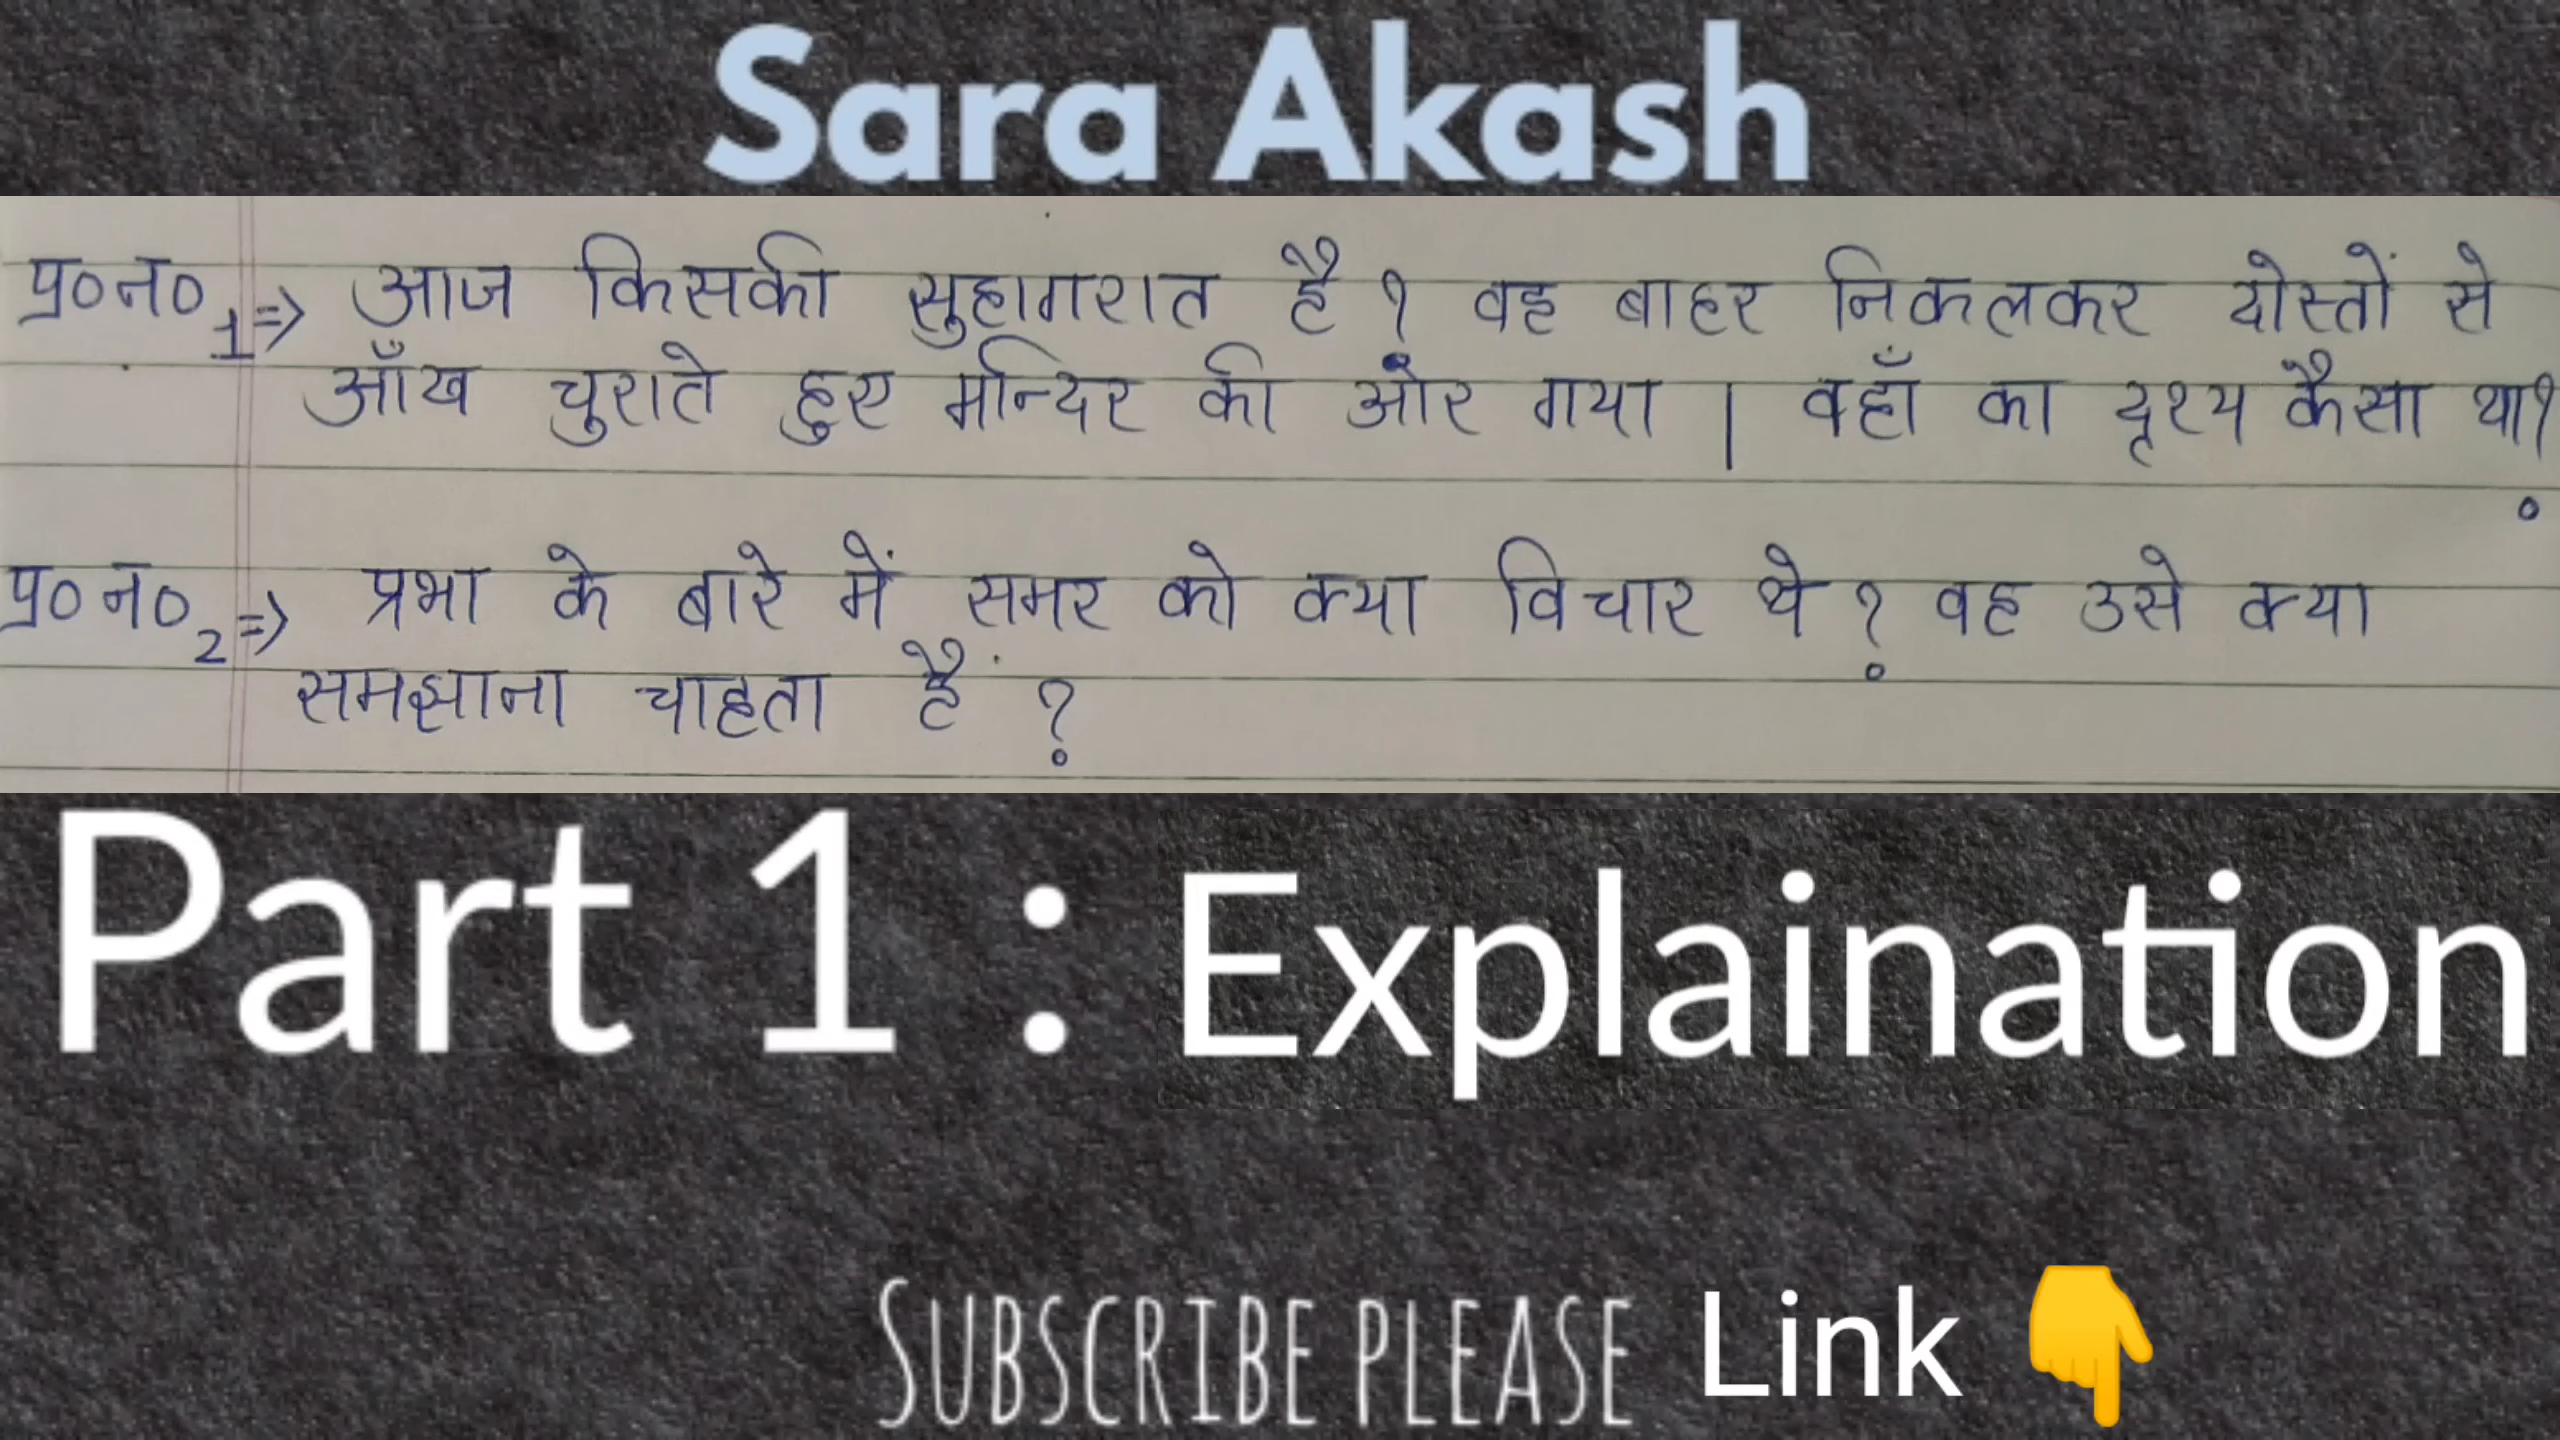 Sara Akash
प्र०न०1=> आज किसकी सुहागरात है? वह बाहर निकलकर दोस्तों से
आँख चुराते हुए मन्दिर की ओर गया | वहाँ का दृश्य कैसा था?
प्र०न०2=> प्रभा के बारे में समर को क्या विचार थे? वह उसे क्या
समझाना चाहता है?
Part 1 : Explaination
SUBSCRIBE PLEASE Link 👇